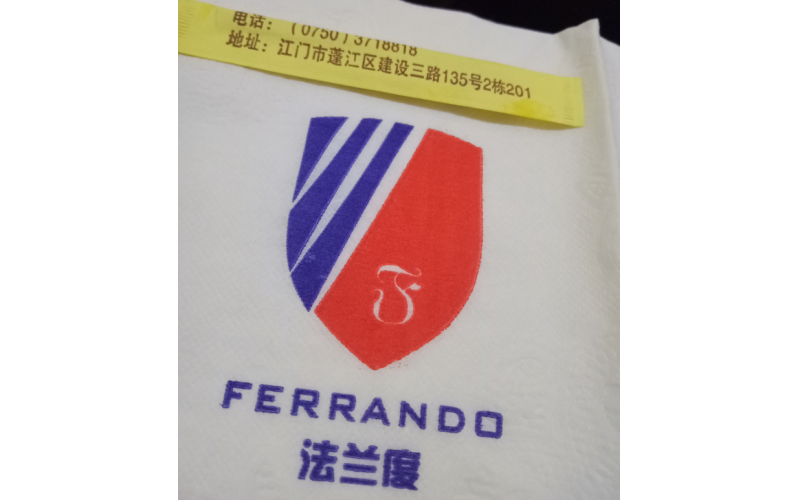 电话：（0750）3718818
地址：江门市蓬江区建设三路135号2栋201
F
FERRANDO
法兰度